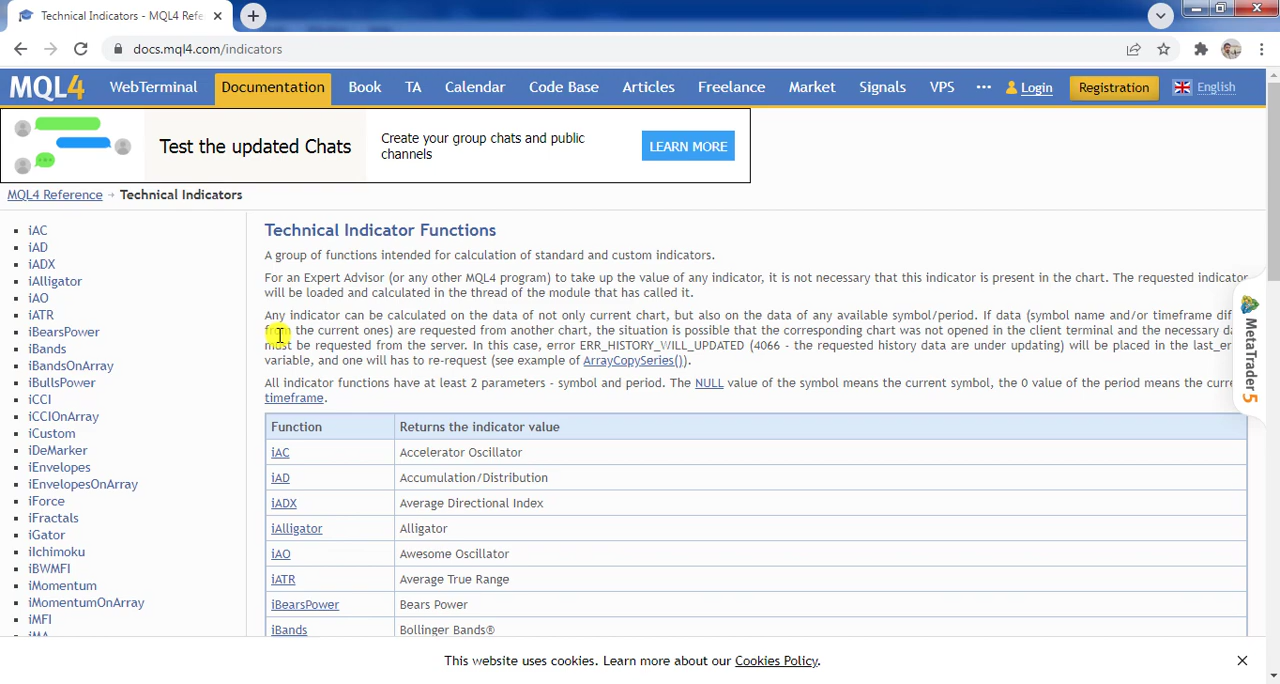 Technical Indicators - MQL4 Refe
docs.mql4.com/indicators
MQL4 WebTerminal Documentation Book TA Calendar Code Base Articles Freelance Market Signals VPS ••• Login Registration English
Test the updated Chats
Create your group chats and public
channels
LEARN MORE
MQL4 Reference → Technical Indicators
iAC
iAD
iADX
iAlligator
iAO
iATR
iBearsPower
iBands
iBandsOnArray
iBullsPower
iCCI
iCCIOnArray
iCustom
iDeMarker
iEnvelopes
iEnvelopesOnArray
iForce
iFractals
iGator
iIchimoku
iBWMFI
iMomentum
iMomentumOnArray
iMFI
iMA
Technical Indicator Functions
A group of functions intended for calculation of standard and custom indicators.
For an Expert Advisor (or any other MQL4 program) to take up the value of any indicator, it is not necessary that this indicator is present in the chart. The requested indicator
will be loaded and calculated in the thread of the module that has called it.
Any indicator can be calculated on the data of not only current chart, but also on the data of any available symbol/period. If data (symbol name and/or timeframe dif
from the current ones) are requested from another chart, the situation is possible that the corresponding chart was not opened in the client terminal and the necessary da
must be requested from the server. In this case, error ERR_HISTORY_WILL_UPDATED (4066 - the requested history data are under updating) will be placed in the last_er
variable, and one will has to re-request (see example of ArrayCopySeries()).
All indicator functions have at least 2 parameters - symbol and period. The NULL value of the symbol means the current symbol, the 0 value of the period means the curre
timeframe.
Function Returns the indicator value
iAC Accelerator Oscillator
iAD Accumulation/Distribution
iADX Average Directional Index
iAlligator Alligator
iAO Awesome Oscillator
iATR Average True Range
iBearsPower Bears Power
iBands Bollinger Bands®
MetaTrader 5
This website uses cookies. Learn more about our Cookies Policy.